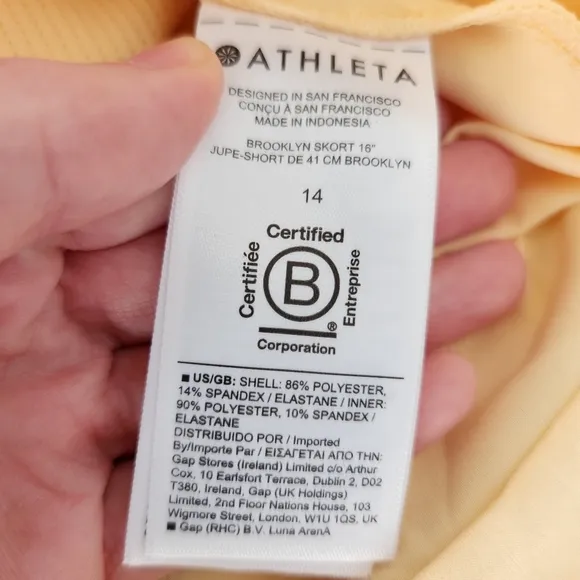 ATHLETA
DESIGNED IN SAN FRANCISCO
CONÇU À SAN FRANCISCO
MADE IN INDONESIA
BROOKLYN SKORT 16"
JUPE-SHORT DE 41 CM BROOKLYN
14
Certified
Certifiée
B
Entreprise
®
Corporation
■ US/GB: SHELL: 86% POLYESTER,
14% SPANDEX / ELASTANE / INNER:
90% POLYESTER, 10% SPANDEX /
ELASTANE
DISTRIBUIDO POR / Imported
By/Importe Par / ΕΙΣΑΓΕΤΑΙ ΑΠΟ ΤΗΝ:
Gap Stores (Ireland) Limited c/o Arthur
Cox, 10 Earlsfort Terrace, Dublin 2, D02
T380, Ireland, Gap (UK Holdings)
Limited, 2nd Floor Nations House, 103
Wigmore Street, London, W1U 1QS, UK
■ Gap (RHC) B.V. Luna ArenA